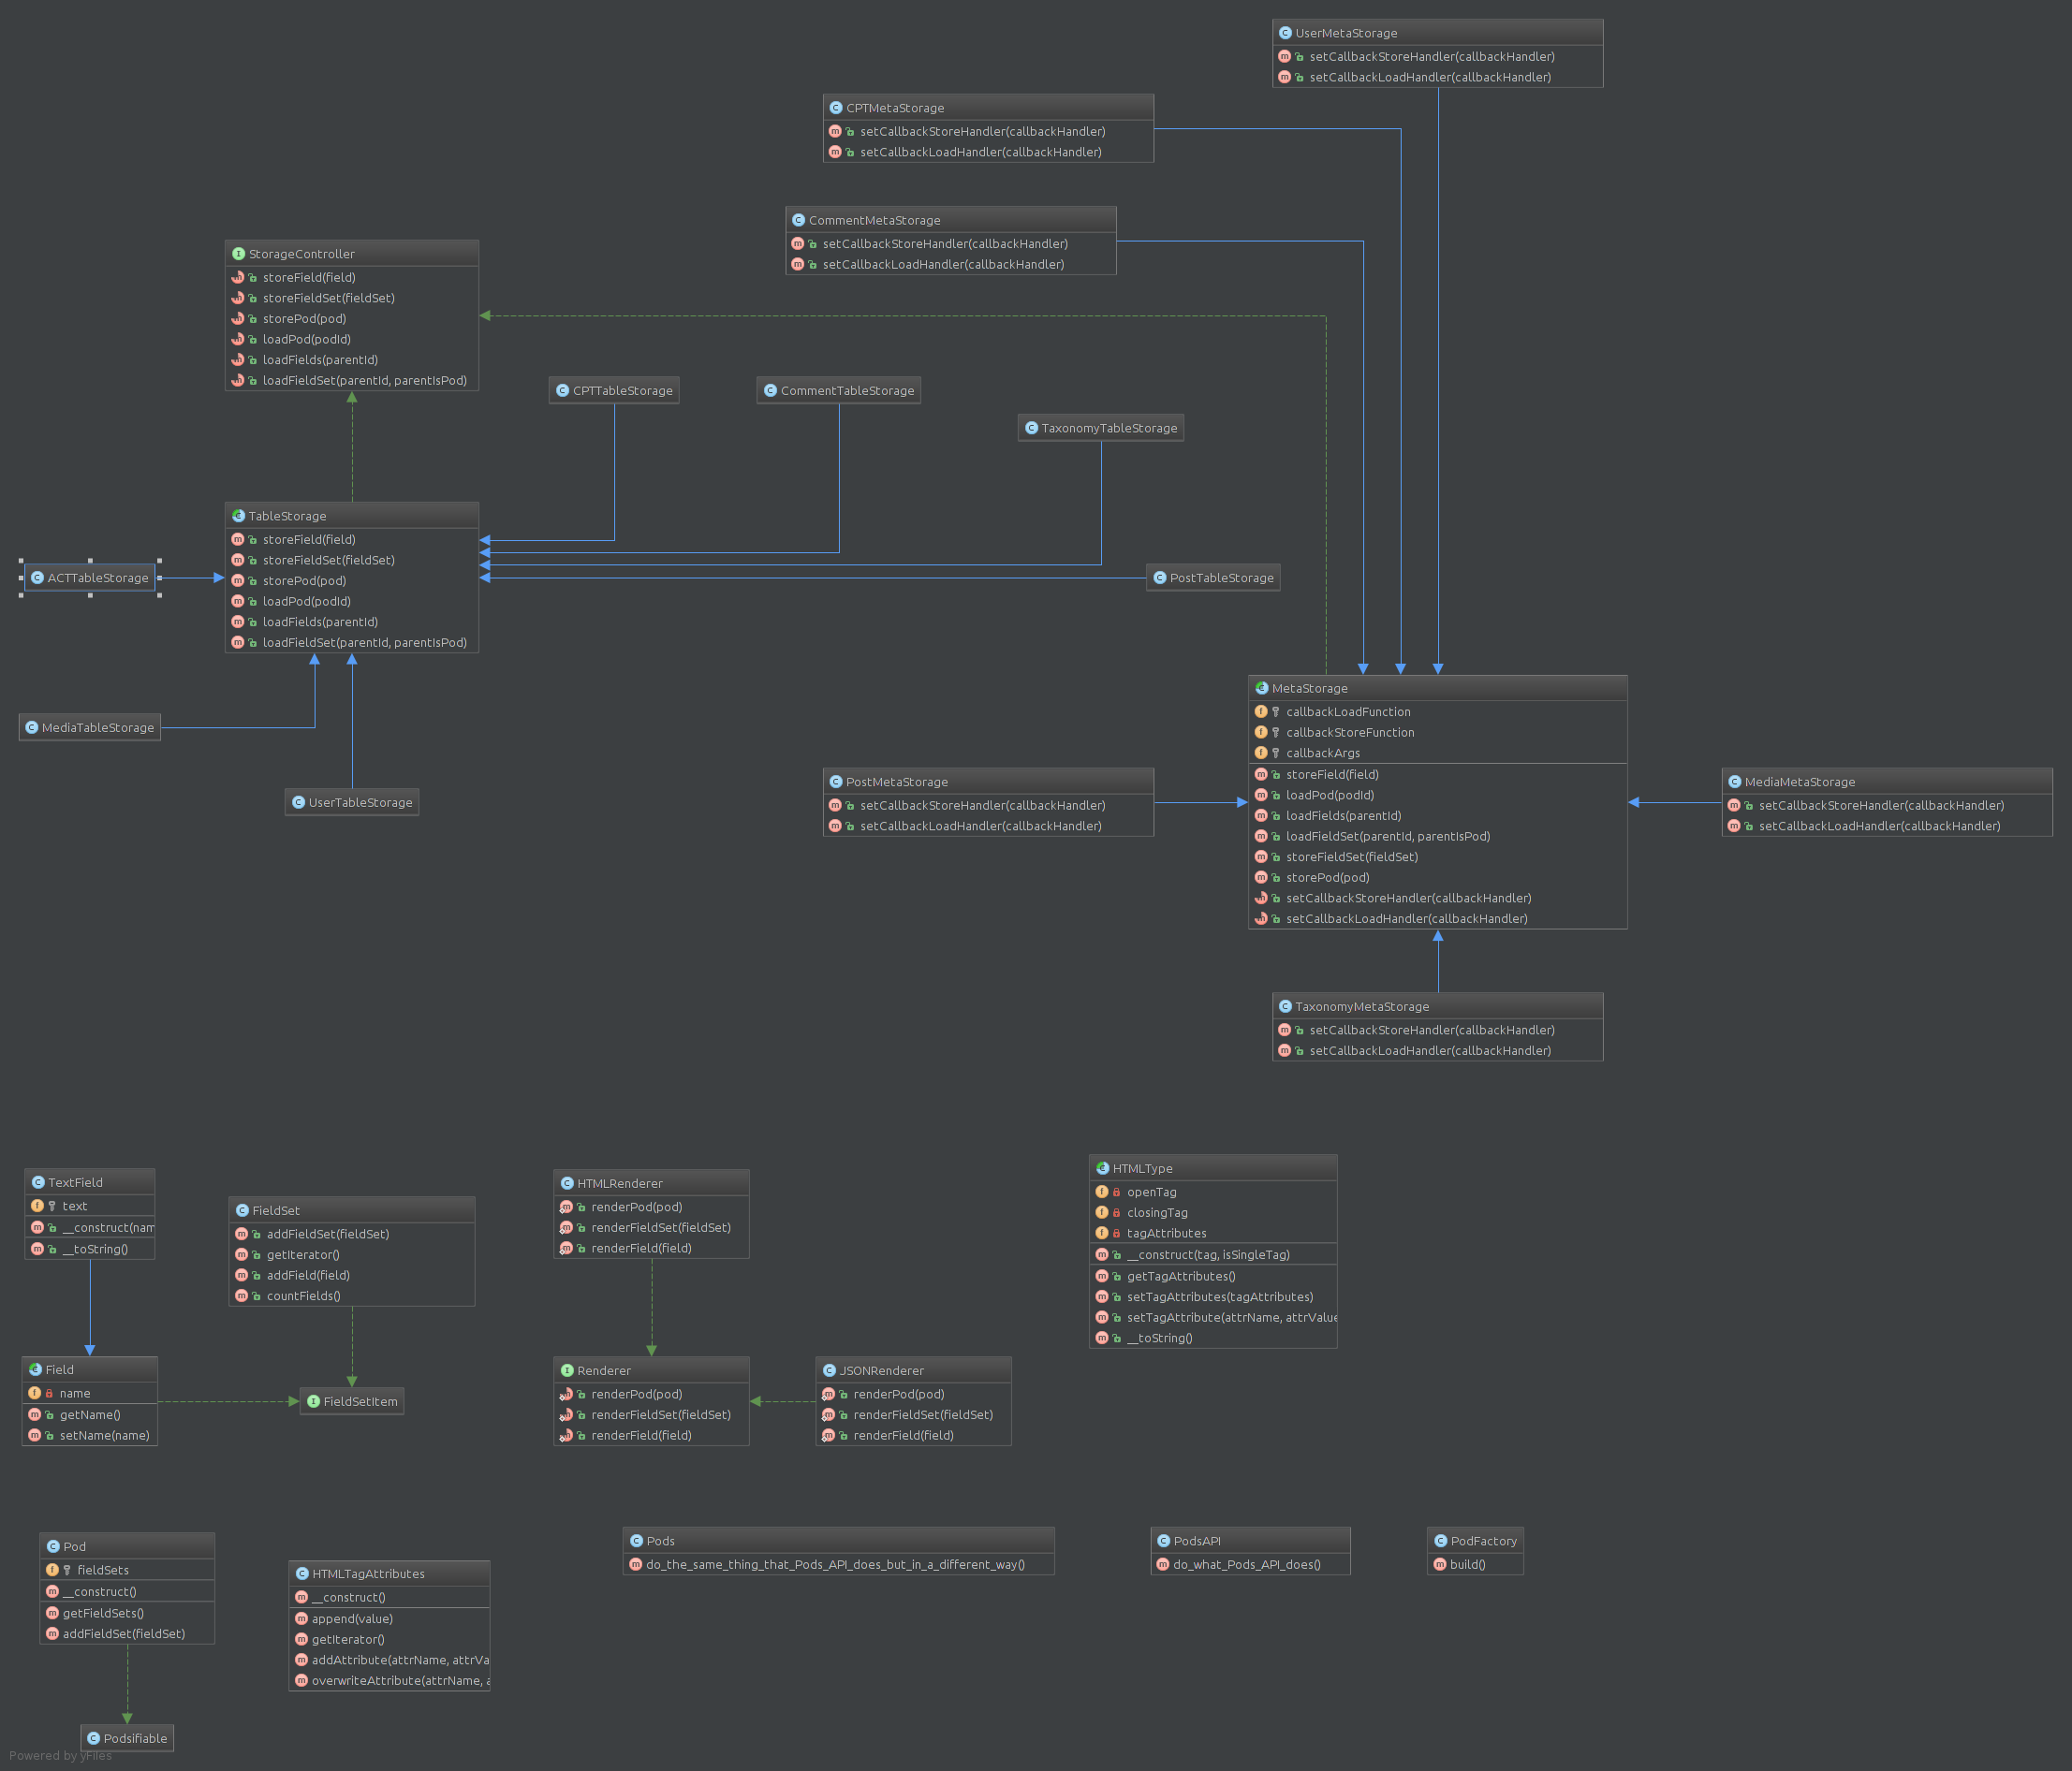 UserMetaStorage
setCallbackStoreHandler(callbackHandler)
setCallbackLoadHandler(callbackHandler)
CPTMetaStorage
setCallbackStoreHandler(callbackHandler)
setCallbackLoadHandler(callbackHandler)
CommentMetaStorage
setCallbackStoreHandler(callbackHandler)
setCallbackLoadHandler(callbackHandler)
StorageController
storeField(field)
storeFieldSet(fieldSet)
storePod(pod)
loadPod(podId)
loadFields(parentId)
loadFieldSet(parentId, parentIsPod)
CPTTableStorage
CommentTableStorage
TaxonomyTableStorage
TableStorage
storeField(field)
storeFieldSet(fieldSet)
storePod(pod)
loadPod(podId)
loadFields(parentId)
loadFieldSet(parentId, parentIsPod)
ACTTableStorage
PostTableStorage
MediaTableStorage
UserTableStorage
MetaStorage
callbackLoadFunction
callbackStoreFunction
callbackArgs
storeField(field)
loadPod(podId)
loadFields(parentId)
loadFieldSet(parentId, parentIsPod)
storeFieldSet(fieldSet)
storePod(pod)
setCallbackStoreHandler(callbackHandler)
setCallbackLoadHandler(callbackHandler)
PostMetaStorage
setCallbackStoreHandler(callbackHandler)
setCallbackLoadHandler(callbackHandler)
MediaMetaStorage
setCallbackStoreHandler(callbackHandler)
setCallbackLoadHandler(callbackHandler)
TaxonomyMetaStorage
setCallbackStoreHandler(callbackHandler)
setCallbackLoadHandler(callbackHandler)
TextField
text
__construct(nam
__toString()
FieldSet
addFieldSet(fieldSet)
getIterator()
addField(field)
countFields()
HTMLRenderer
renderPod(pod)
renderFieldSet(fieldSet)
renderField(field)
HTMLType
openTag
closingTag
tagAttributes
__construct(tag, isSingleTag)
getTagAttributes()
setTagAttributes(tagAttributes)
setTagAttribute(attrName, attrValue
__toString()
Field
name
getName()
setName(name)
FieldSetItem
Renderer
renderPod(pod)
renderFieldSet(fieldSet)
renderField(field)
JSONRenderer
renderPod(pod)
renderFieldSet(fieldSet)
renderField(field)
Pod
fieldSets
__construct()
getFieldSets()
addFieldSet(fieldSet)
HTMLTagAttributes
__construct()
append(value)
getIterator()
addAttribute(attrName, attrVa
overwriteAttribute(attrName, a
Pods
do_the_same_thing_that_Pods_API_does_but_in_a_different_way()
PodsAPI
do_what_Pods_API_does()
PodFactory
build()
Podsifiable
Powered by yFiles